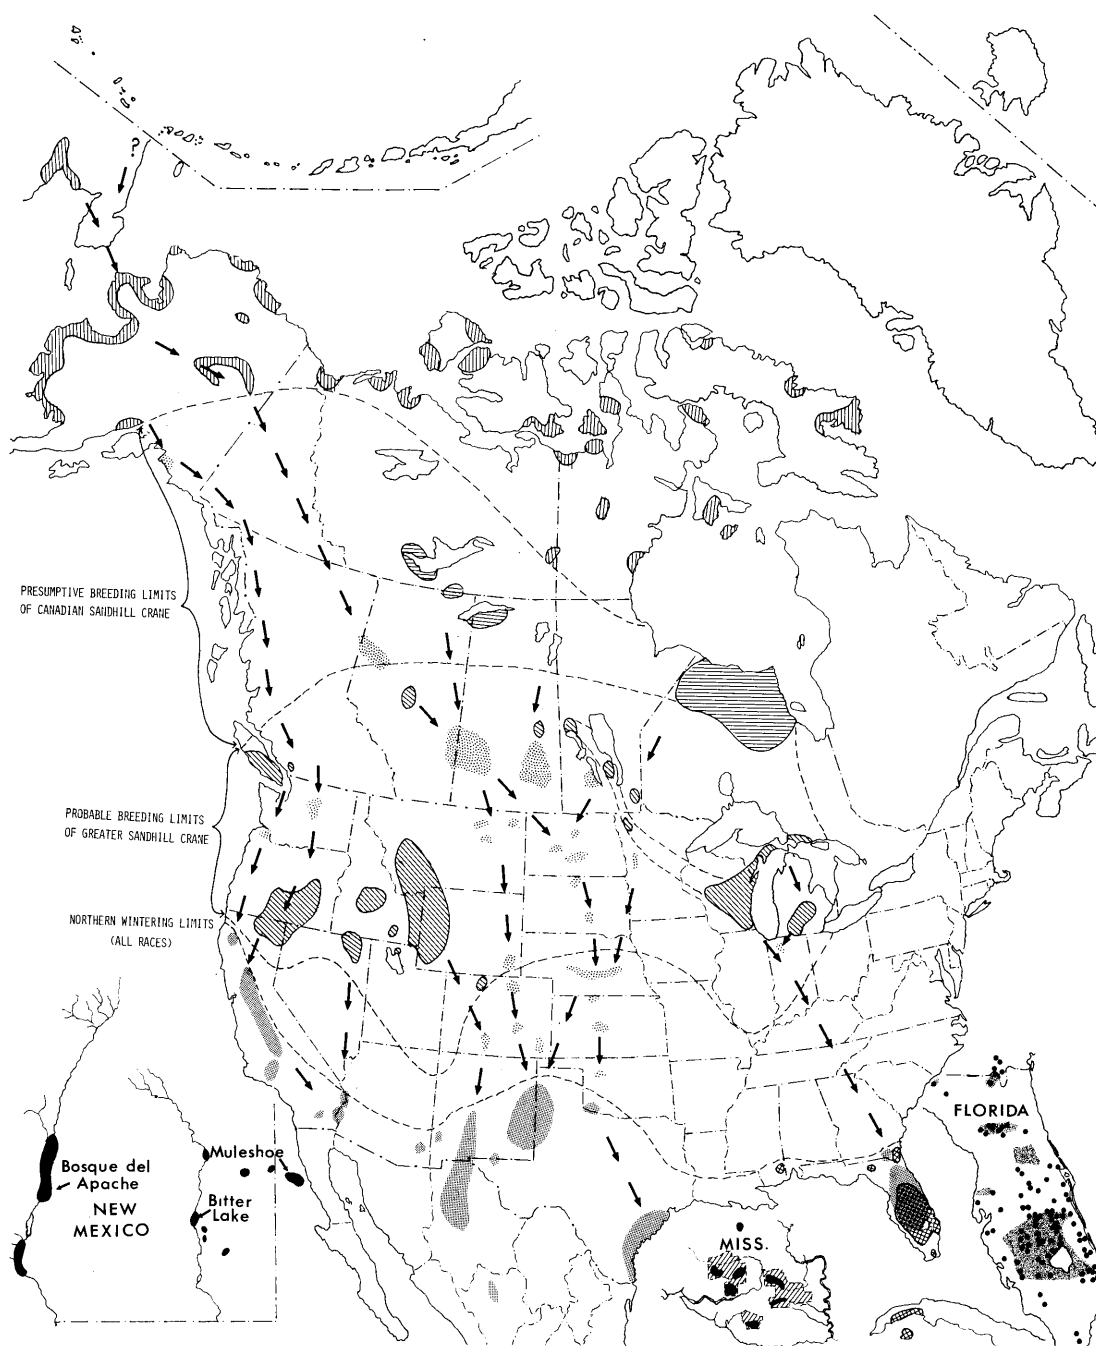 ?
PRESUMPTIVE BREEDING LIMITS
OF CANADIAN SANDHILL CRANE
PROBABLE BREEDING LIMITS
OF GREATER SANDHILL CRANE
NORTHERN WINTERING LIMITS
(ALL RACES)
FLORIDA
Muleshoe
Bosque del
Apache
NEW
MEXICO
Bitter
Lake
MISS.